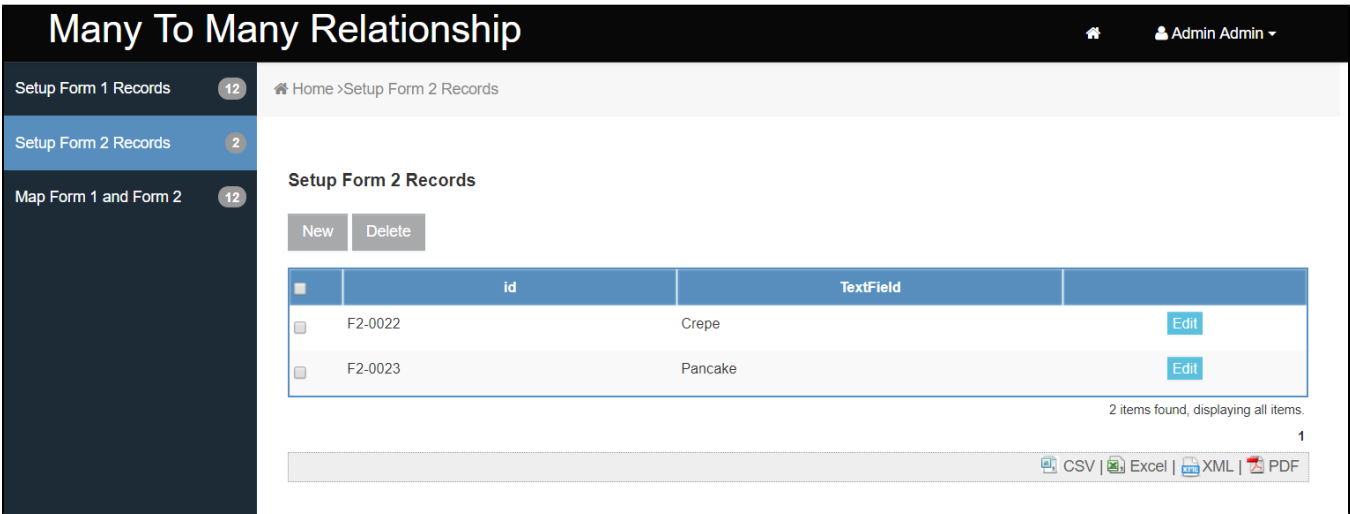 Many To Many Relationship
Admin Admin
Setup Form 1 Records 12
Home >Setup Form 2 Records
Setup Form 2 Records 2
Map Form 1 and Form 2 12
Setup Form 2 Records
New Delete
id TextField
F2-0022 Crepe Edit
F2-0023 Pancake Edit
2 items found, displaying all items.
1
CSV | Excel | XML | PDF